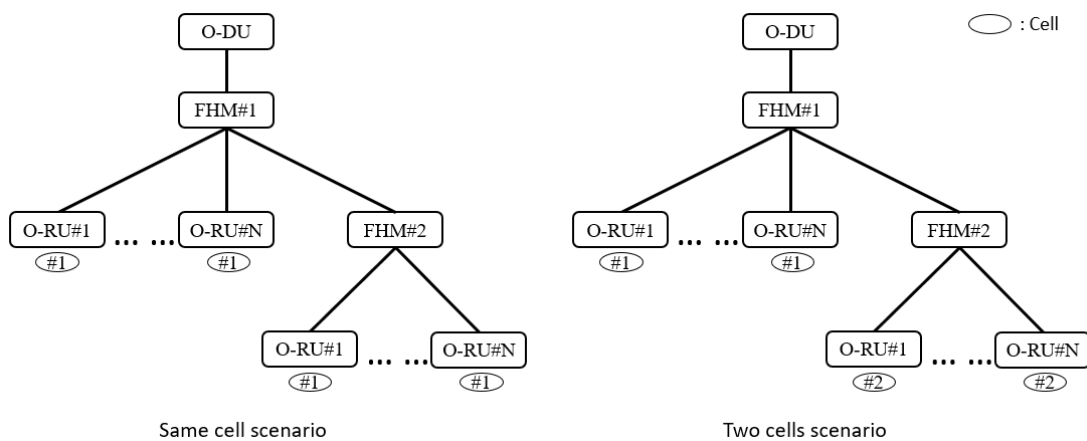 O-DU
FHM#1
O-RU#1 ... ... O-RU#N FHM#2
#1 #1
O-RU#1 ... ... O-RU#N
#1 #1
Same cell scenario
O-DU
: Cell
FHM#1
O-RU#1 ... ... O-RU#N FHM#2
#1 #1
O-RU#1 ... ... O-RU#N
#2 #2
Two cells scenario